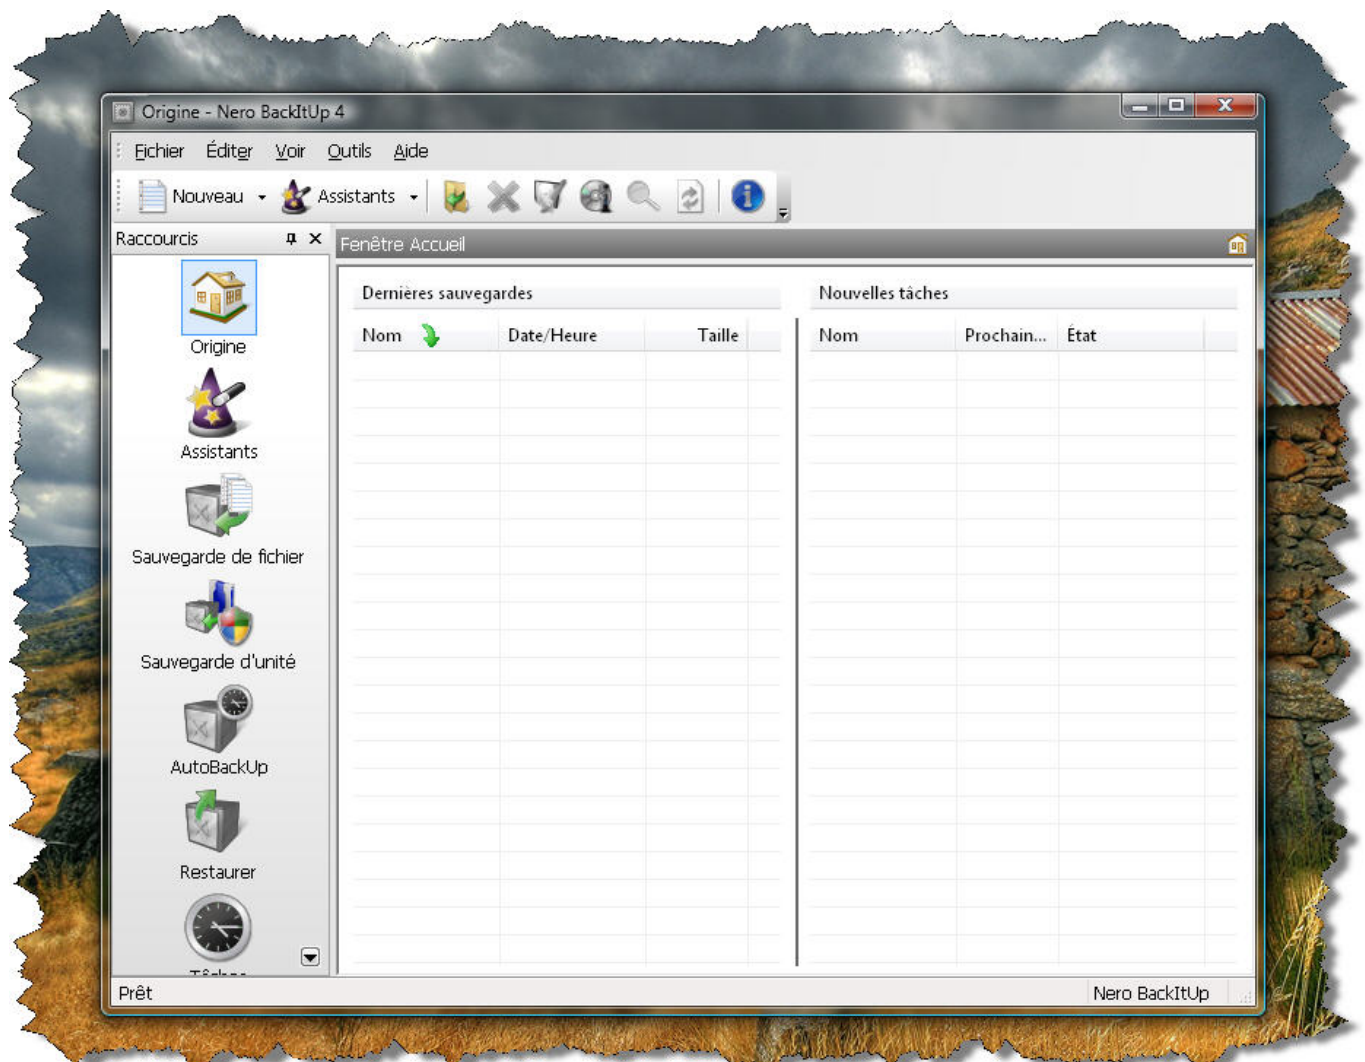 Origine - Nero BackItUp 4
Fichier Éditer Voir Outils Aide
Nouveau Assistants
Raccourcis
Fenêtre Accueil
Origine
Assistants
Sauvegarde de fichier
Sauvegarde d'unité
AutoBackUp
Restaurer
Dernières sauvegardes
Nom Date/Heure Taille
Nouvelles tâches
Nom Prochain... État
Prêt
Nero BackItUp